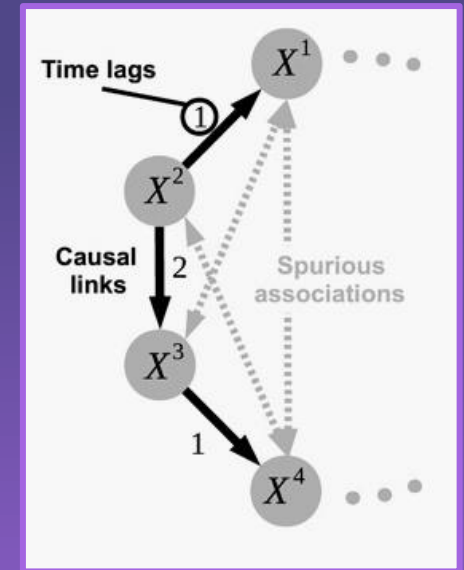 X¹
Time lags
1
X²
Causal
links
2
Spurious
associations
X³
1
X⁴